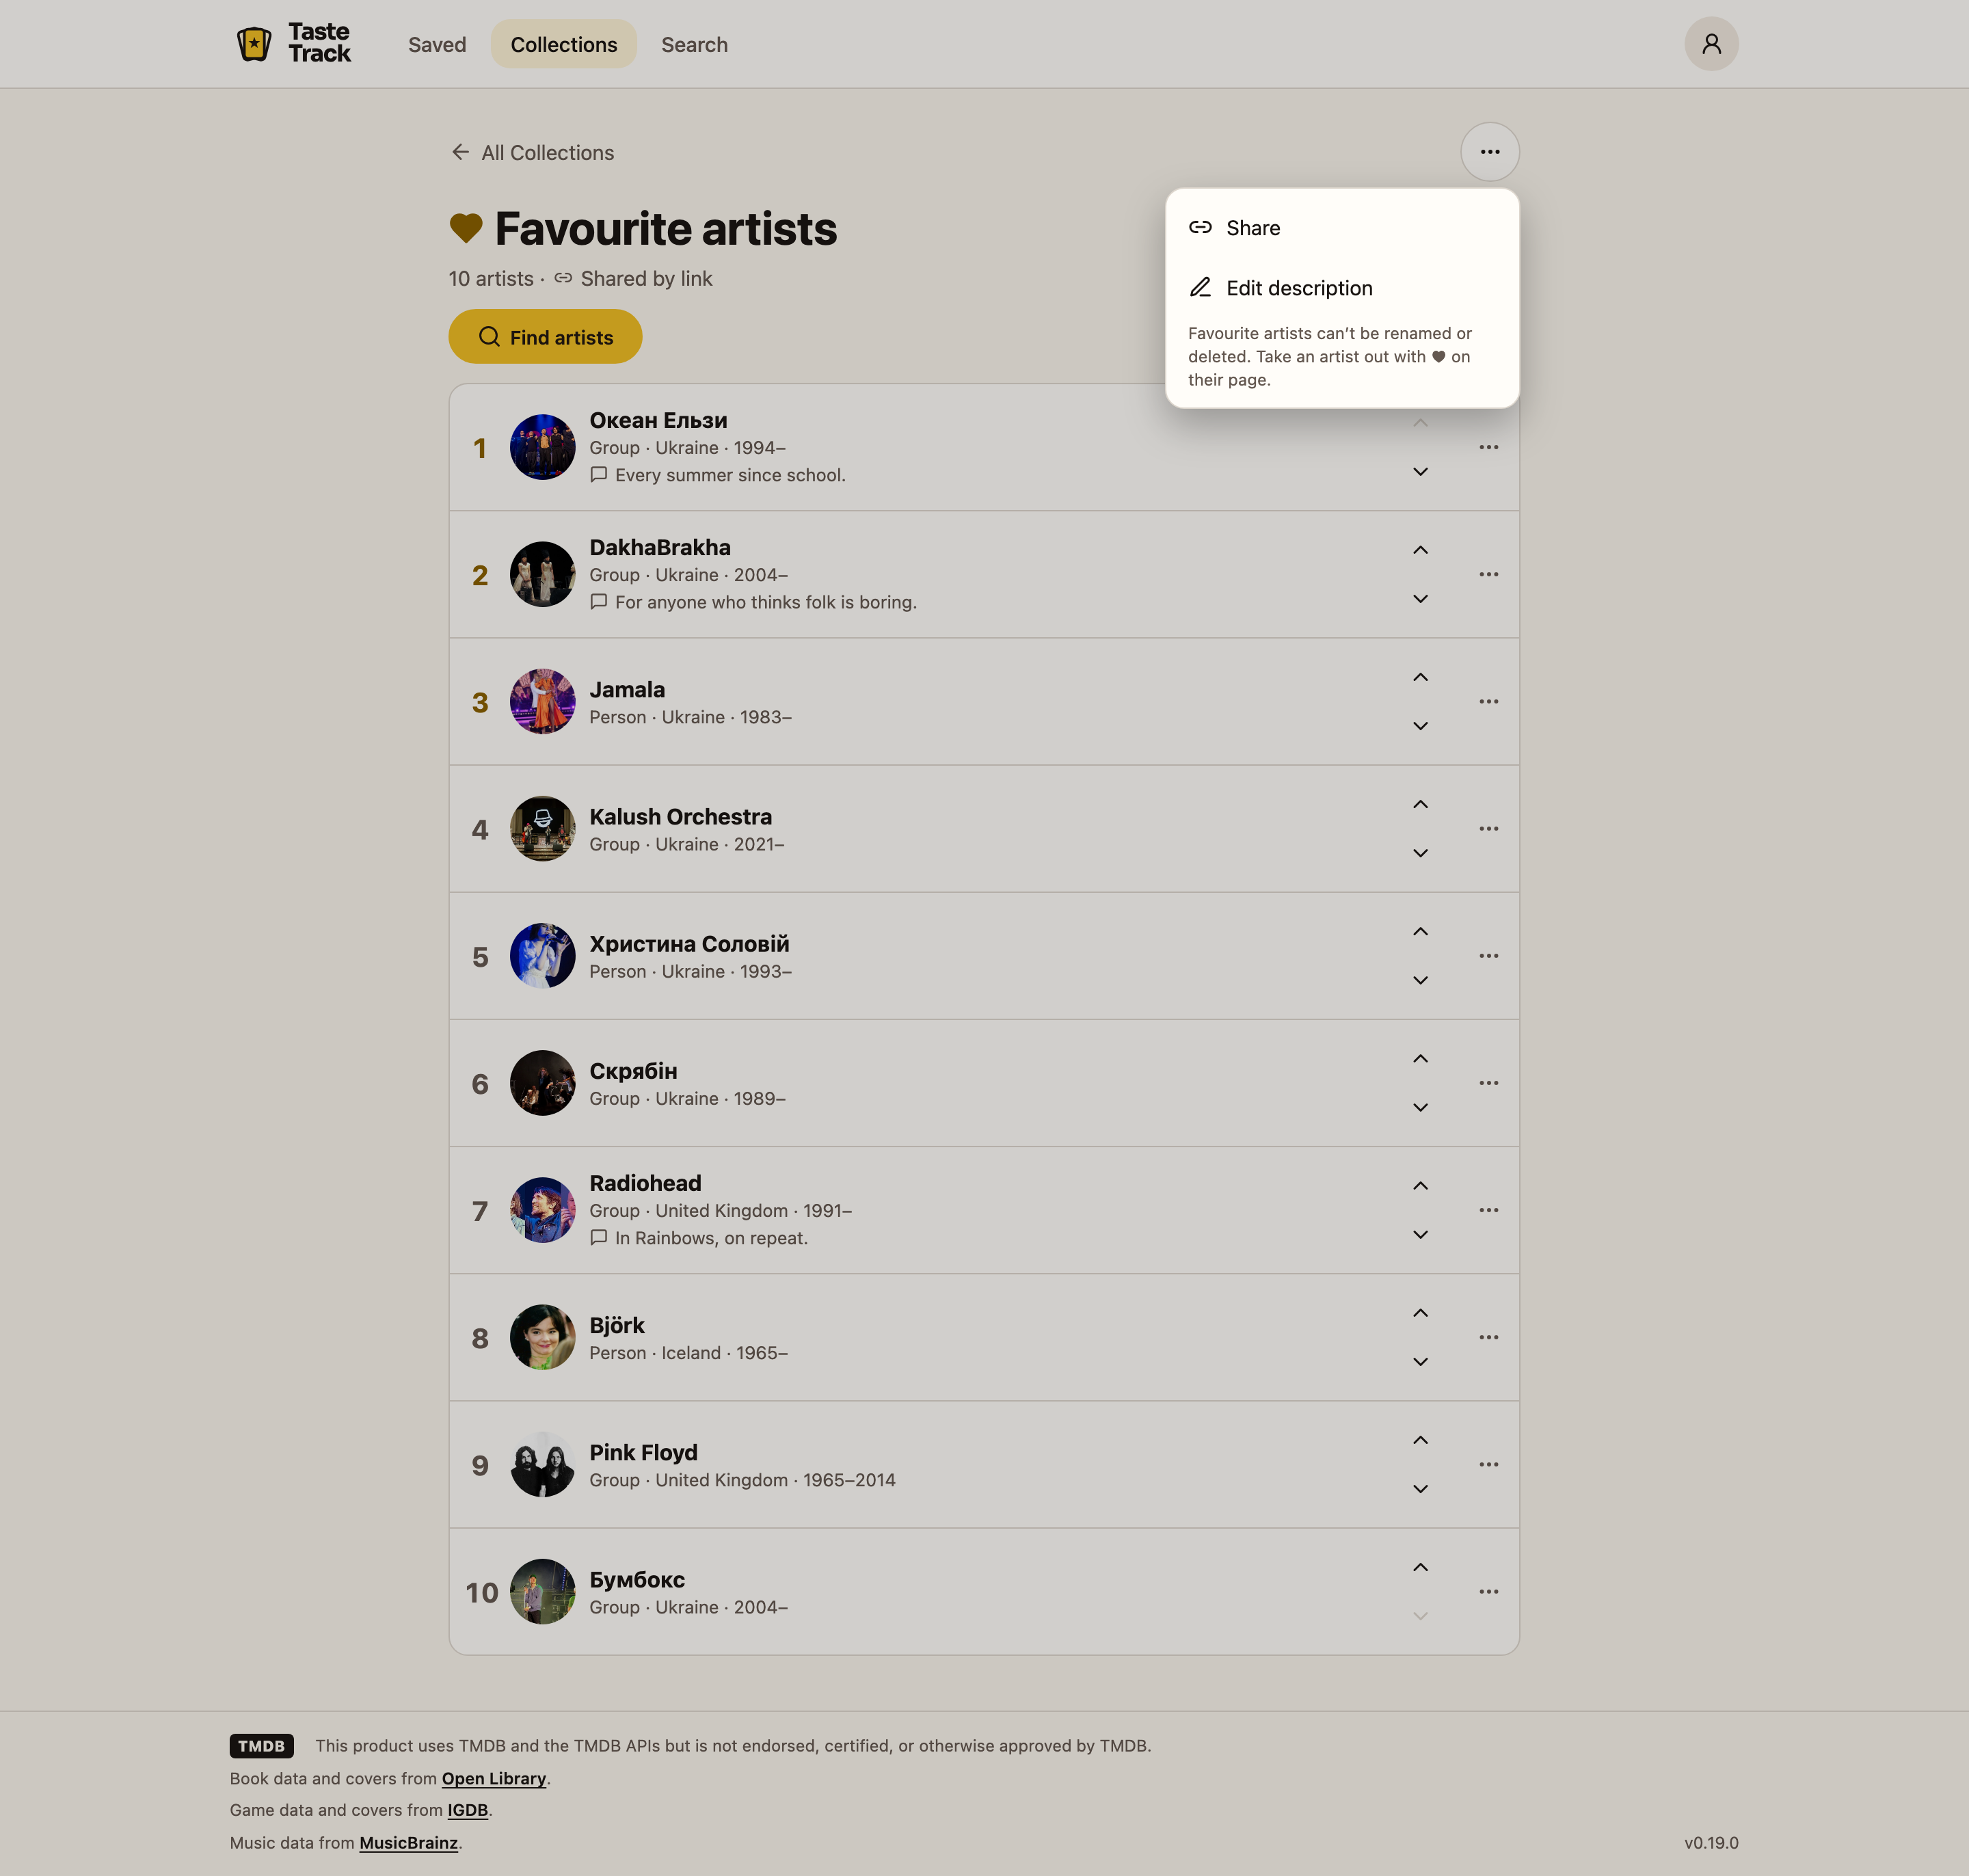 Taste
Track
Saved
Collections
Search
All Collections
Favourite artists
10 artists · Shared by link
Find artists
Share
Edit description
Favourite artists can’t be renamed or
deleted. Take an artist out with ♥ on
their page.
1
Океан Ельзи
Group · Ukraine · 1994–
Every summer since school.
2
DakhaBrakha
Group · Ukraine · 2004–
For anyone who thinks folk is boring.
3
Jamala
Person · Ukraine · 1983–
4
Kalush Orchestra
Group · Ukraine · 2021–
5
Христина Соловій
Person · Ukraine · 1993–
6
Скрябін
Group · Ukraine · 1989–
7
Radiohead
Group · United Kingdom · 1991–
In Rainbows, on repeat.
8
Björk
Person · Iceland · 1965–
9
Pink Floyd
Group · United Kingdom · 1965–2014
10
Бумбокс
Group · Ukraine · 2004–
TMDB This product uses TMDB and the TMDB APIs but is not endorsed, certified, or otherwise approved by TMDB.
Book data and covers from Open Library.
Game data and covers from IGDB.
Music data from MusicBrainz.
v0.19.0